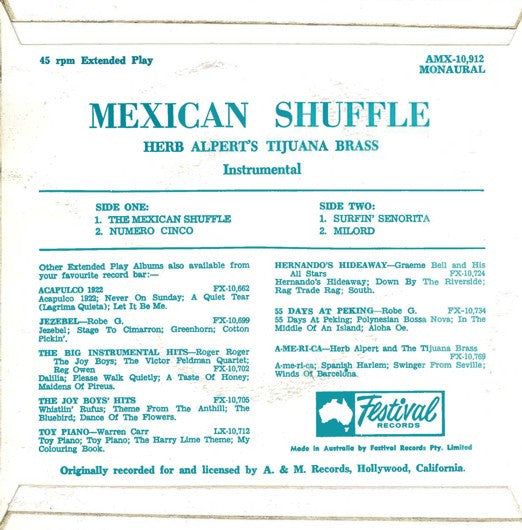 45 rpm Extended Play
AMX-10,912
MONAURAL
MEXICAN SHUFFLE
HERB ALPERT'S TIJUANA BRASS
Instrumental
SIDE ONE:
1. THE MEXICAN SHUFFLE
2. NUMERO CINCO
SIDE TWO:
1. SURFIN' SENORITA
2. MILORD
Other Extended Play Albums also available from
your favourite record bar:—
ACAPULCO 1922 FX-10,662
Acapulco 1922; Never On Sunday; A Quiet Tear
(Lagrima Quieta); Let It Be Me.
JEZEBEL—Robe G. FX-10,699
Jezebel; Stage To Cimarron; Greenhorn; Cotton
Pickin'.
THE BIG INSTRUMENTAL HITS—Roger Roger
The Joy Boys; The Victor Feldman Quartet;
Reg Owen FX-10,702
Dalilia; Please Walk Quietly; A Taste Of Honey;
Maidens Of Pireus.
THE JOY BOYS' HITS FX-10,705
Whistlin' Rufus; Theme From The Anthill; The
Bluebird; Dance Of The Flowers.
TOY PIANO—Warren Carr LX-10,712
Toy Piano; Toy Piano; The Harry Lime Theme; My
Colouring Book.
HERNANDO'S HIDEAWAY—Graeme Bell and His
All Stars FX-10,724
Hernando's Hideaway; Down By The Riverside;
Rag Trade Rag; South.
55 DAYS AT PEKING—Robe G. FX-10,734
55 Days At Peking; Polynesian Bossa Nova; In The
Middle Of An Island; Aloha Oe.
A-ME-RI-CA—Herb Alpert and The Tijuana Brass
FX-10,769
A-me-ri-ca; Spanish Harlem; Swinger From Seville;
Winds Of Barcelona.
Festival
RECORDS
Made in Australia by Festival Records Pty. Limited
Originally recorded for and licensed by A. & M. Records, Hollywood, California.